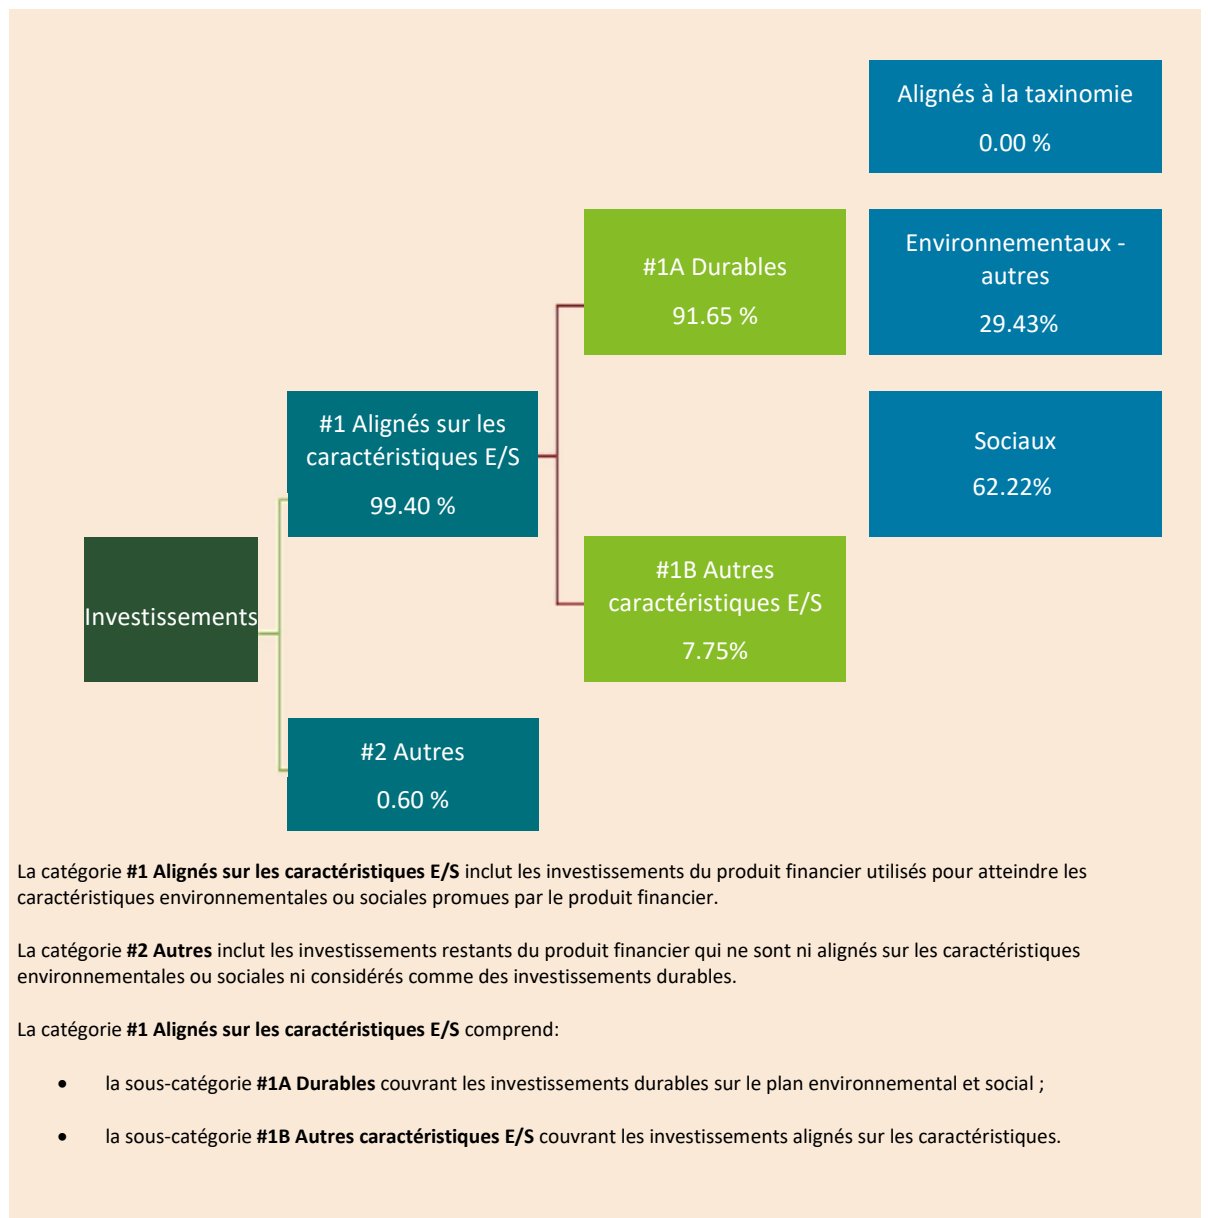 Alignés à la taxinomie
0.00 %
#1A Durables
91.65 %
Environnementaux -
autres
29.43%
#1 Alignés sur les
caractéristiques E/S
99.40 %
Sociaux
62.22%
Investissements
#1B Autres
caractéristiques E/S
7.75%
#2 Autres
0.60 %
La catégorie #1 Alignés sur les caractéristiques E/S inclut les investissements du produit financier utilisés pour atteindre les
caractéristiques environnementales ou sociales promues par le produit financier.
La catégorie #2 Autres inclut les investissements restants du produit financier qui ne sont ni alignés sur les caractéristiques
environnementales ou sociales ni considérés comme des investissements durables.
La catégorie #1 Alignés sur les caractéristiques E/S comprend:
• la sous-catégorie #1A Durables couvrant les investissements durables sur le plan environnemental et social ;
• la sous-catégorie #1B Autres caractéristiques E/S couvrant les investissements alignés sur les caractéristiques.